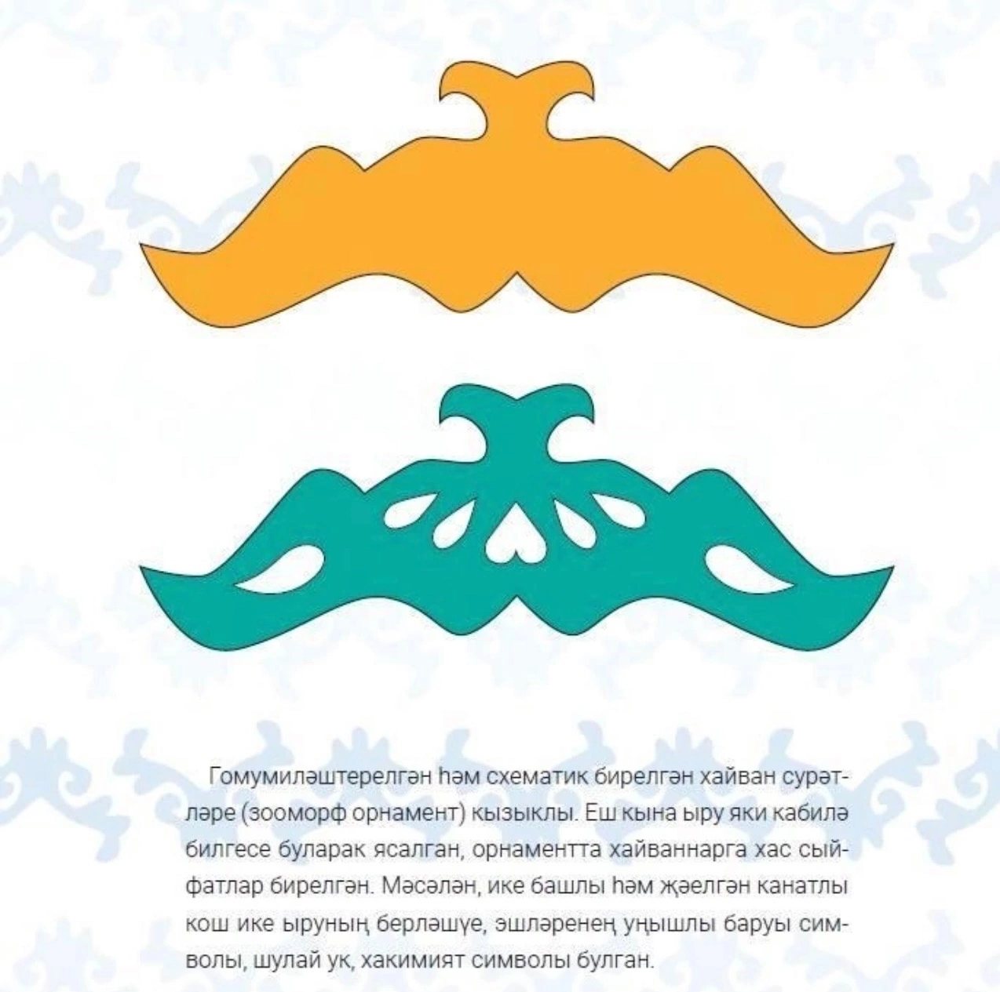 Гомумиләштерелгән һәм схематик бирелгән хайван сурәт-
ләре (зооморф орнамент) кызыклы. Еш кына ыру яки кабилә
билгесе буларак ясалган, орнаментта хайваннарга хас сый-
фатлар бирелгән. Мәсәлән, ике башлы һәм җәелгән канатлы
кош ике ыруның берләшүе, эшләренең уңышлы баруы сим-
волы, шулай ук, хакимият символы булган.